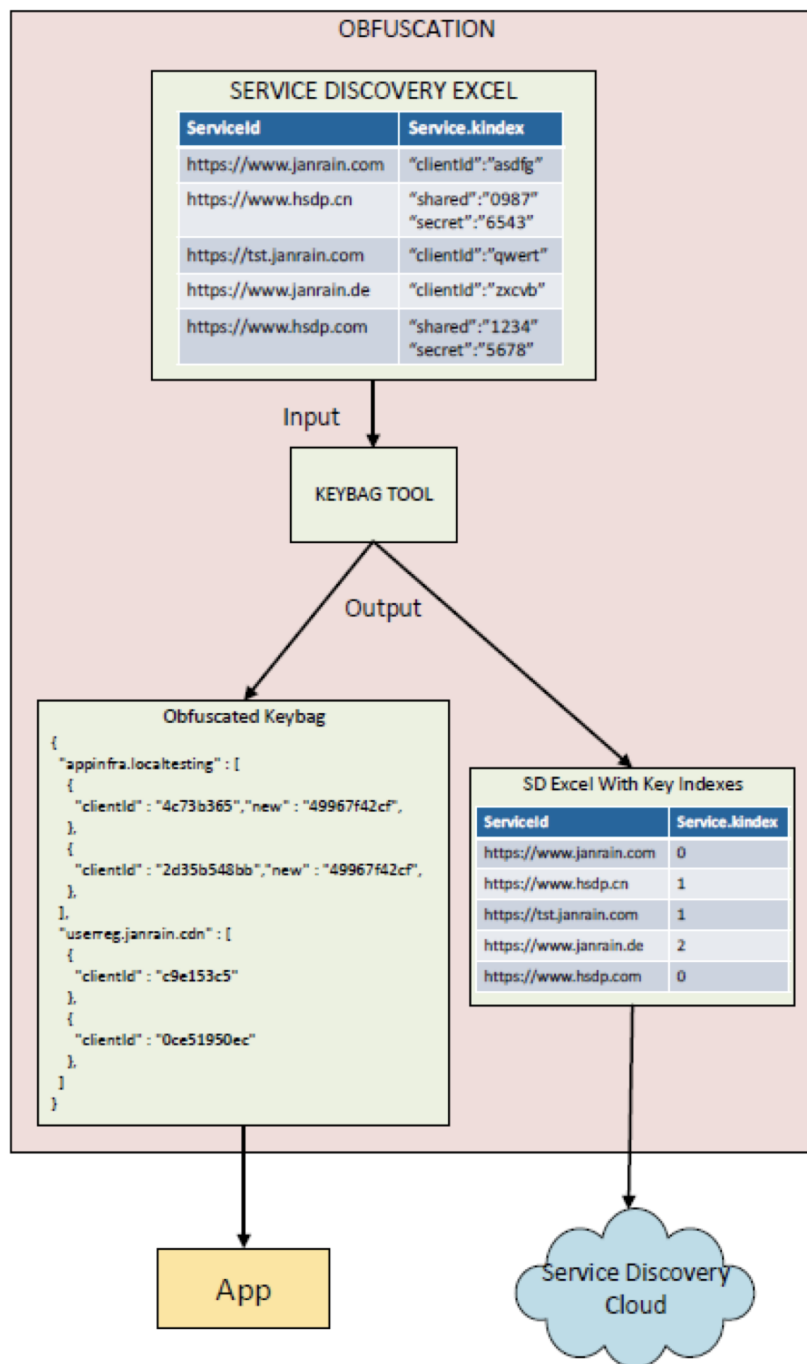 OBFUSCATION
SERVICE DISCOVERY EXCEL
ServiceId Service.kindex
https://www.janrain.com “clientId”:”asdfg”
https://www.hsdp.cn “shared”:”0987”
“secret”:”6543”
https://tst.janrain.com “clientId”:”qwert”
https://www.janrain.de “clientId”:”zxcvb”
https://www.hsdp.com “shared”:”1234”
“secret”:”5678”
Input
KEYBAG TOOL
Output
Obfuscated Keybag
{
"appinfra.localtesting" : [
{
"clientId" : "4c73b365","new" : "49967f42cf",
},
{
"clientId" : "2d35b548bb","new" : "49967f42cf",
},
],
"userreg.janrain.cdn" : [
{
"clientId" : "c9e153c5"
},
{
"clientId" : "0ce51950ec"
},
]
}
SD Excel With Key Indexes
ServiceId Service.kindex
https://www.janrain.com 0
https://www.hsdp.cn 1
https://tst.janrain.com 1
https://www.janrain.de 2
https://www.hsdp.com 0
App
Service Discovery
Cloud